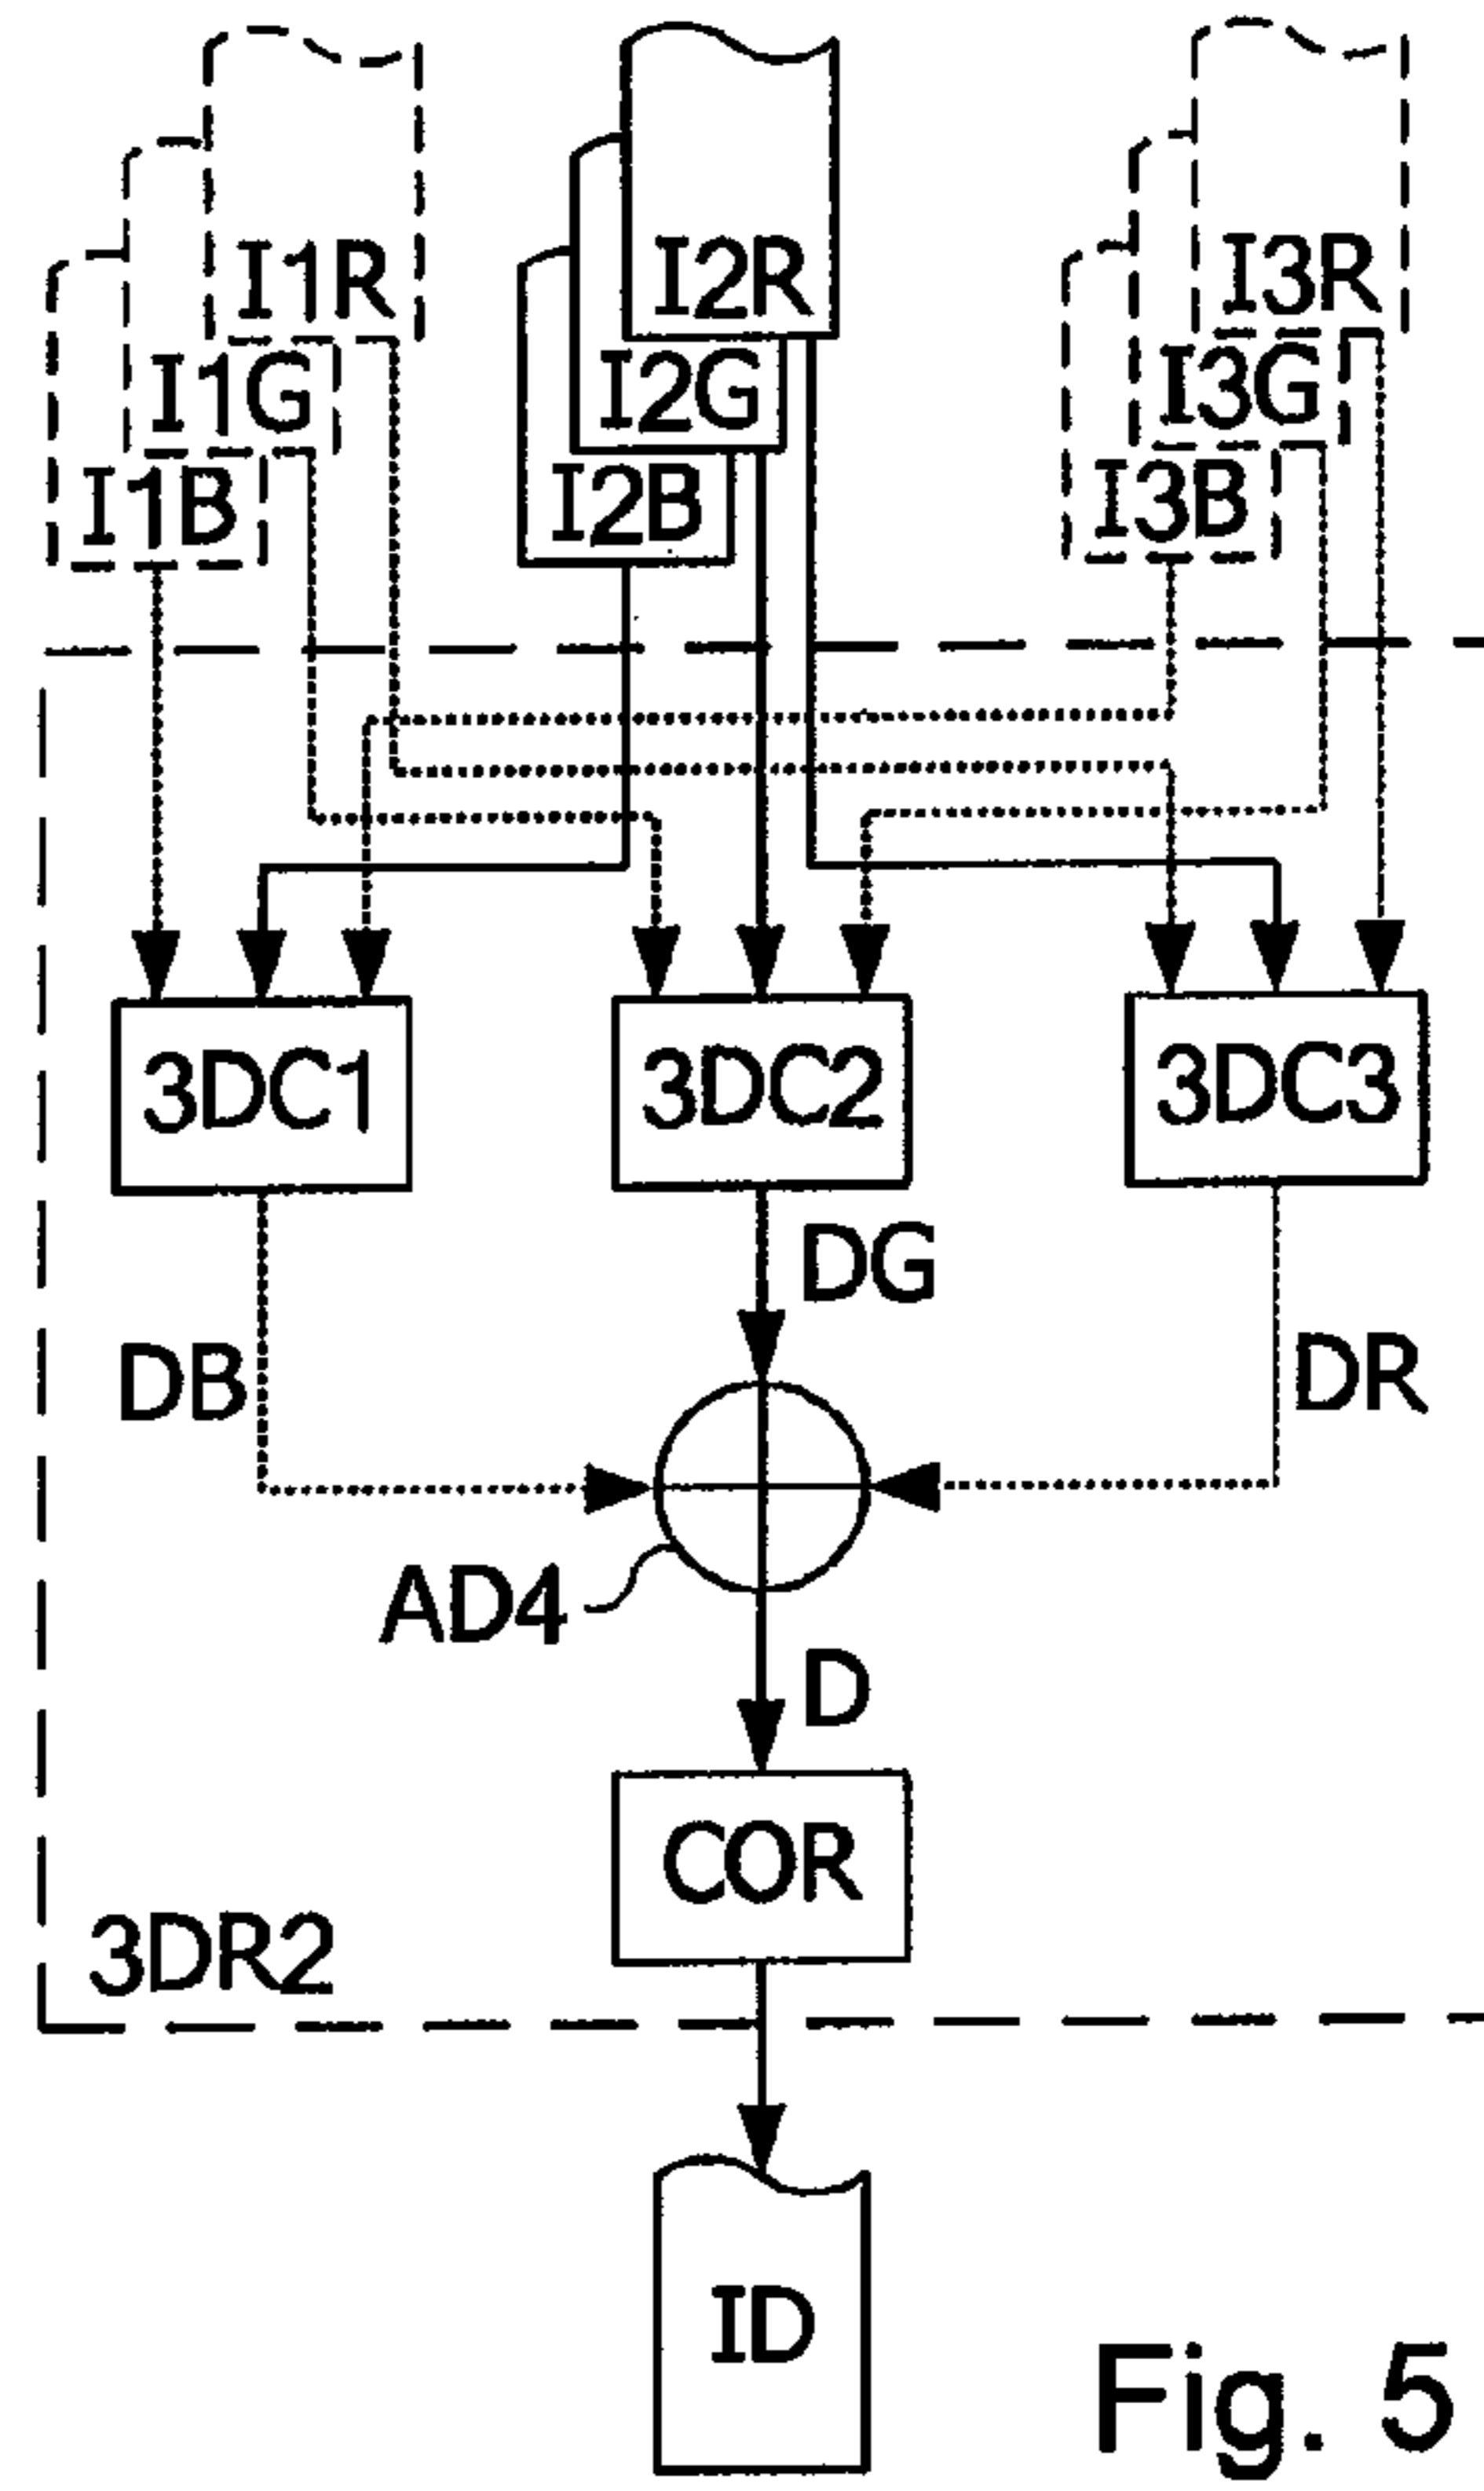 I1R
I2R
I3R
I1G
I2G
I3G
I1B
I2B
I3B
3DC1
3DC2
3DC3
DG
DB
DR
AD4
D
COR
3DR2
ID
Fig. 5